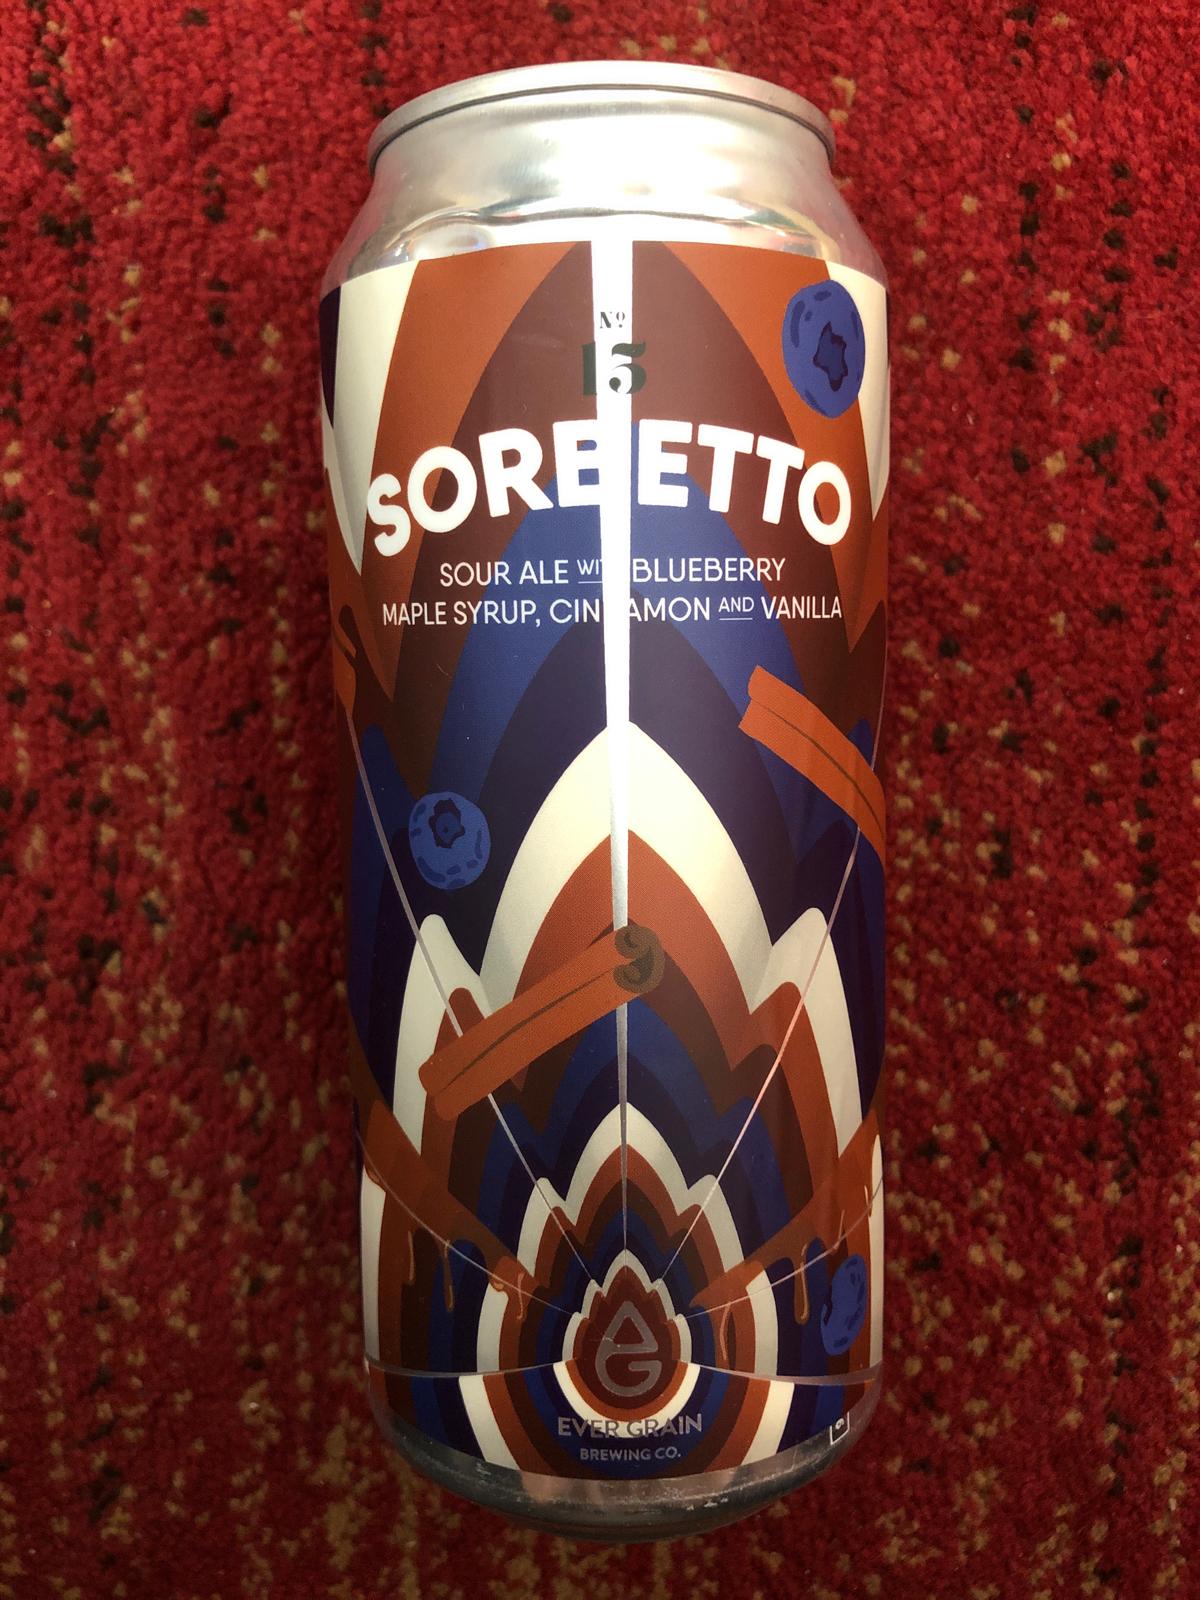 Nº
15
SORBETTO
SOUR ALE WITH BLUEBERRY
MAPLE SYRUP, CINNAMON AND VANILLA
EG
EVER GRAIN
BREWING CO.